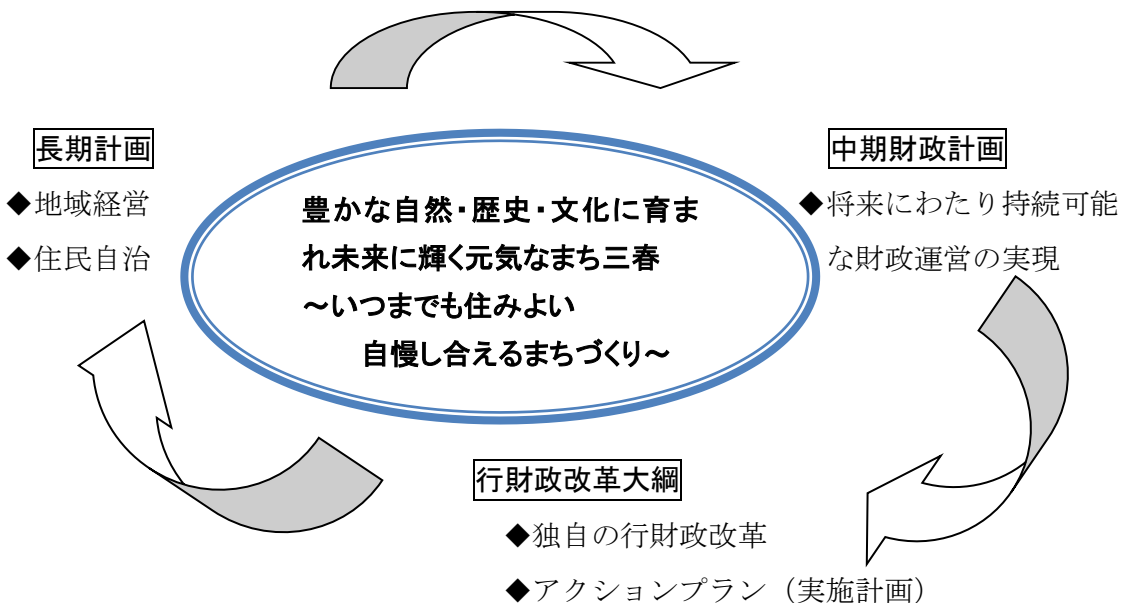 長期計画
◆地域経営
◆住民自治
豊かな自然・歴史・文化に育ま
れ未来に輝く元気なまち三春
～いつまでも住みよい
自慢し合えるまちづくり～
中期財政計画
◆将来にわたり持続可能
な財政運営の実現
行財政改革大綱
◆独自の行財政改革
◆アクションプラン（実施計画）